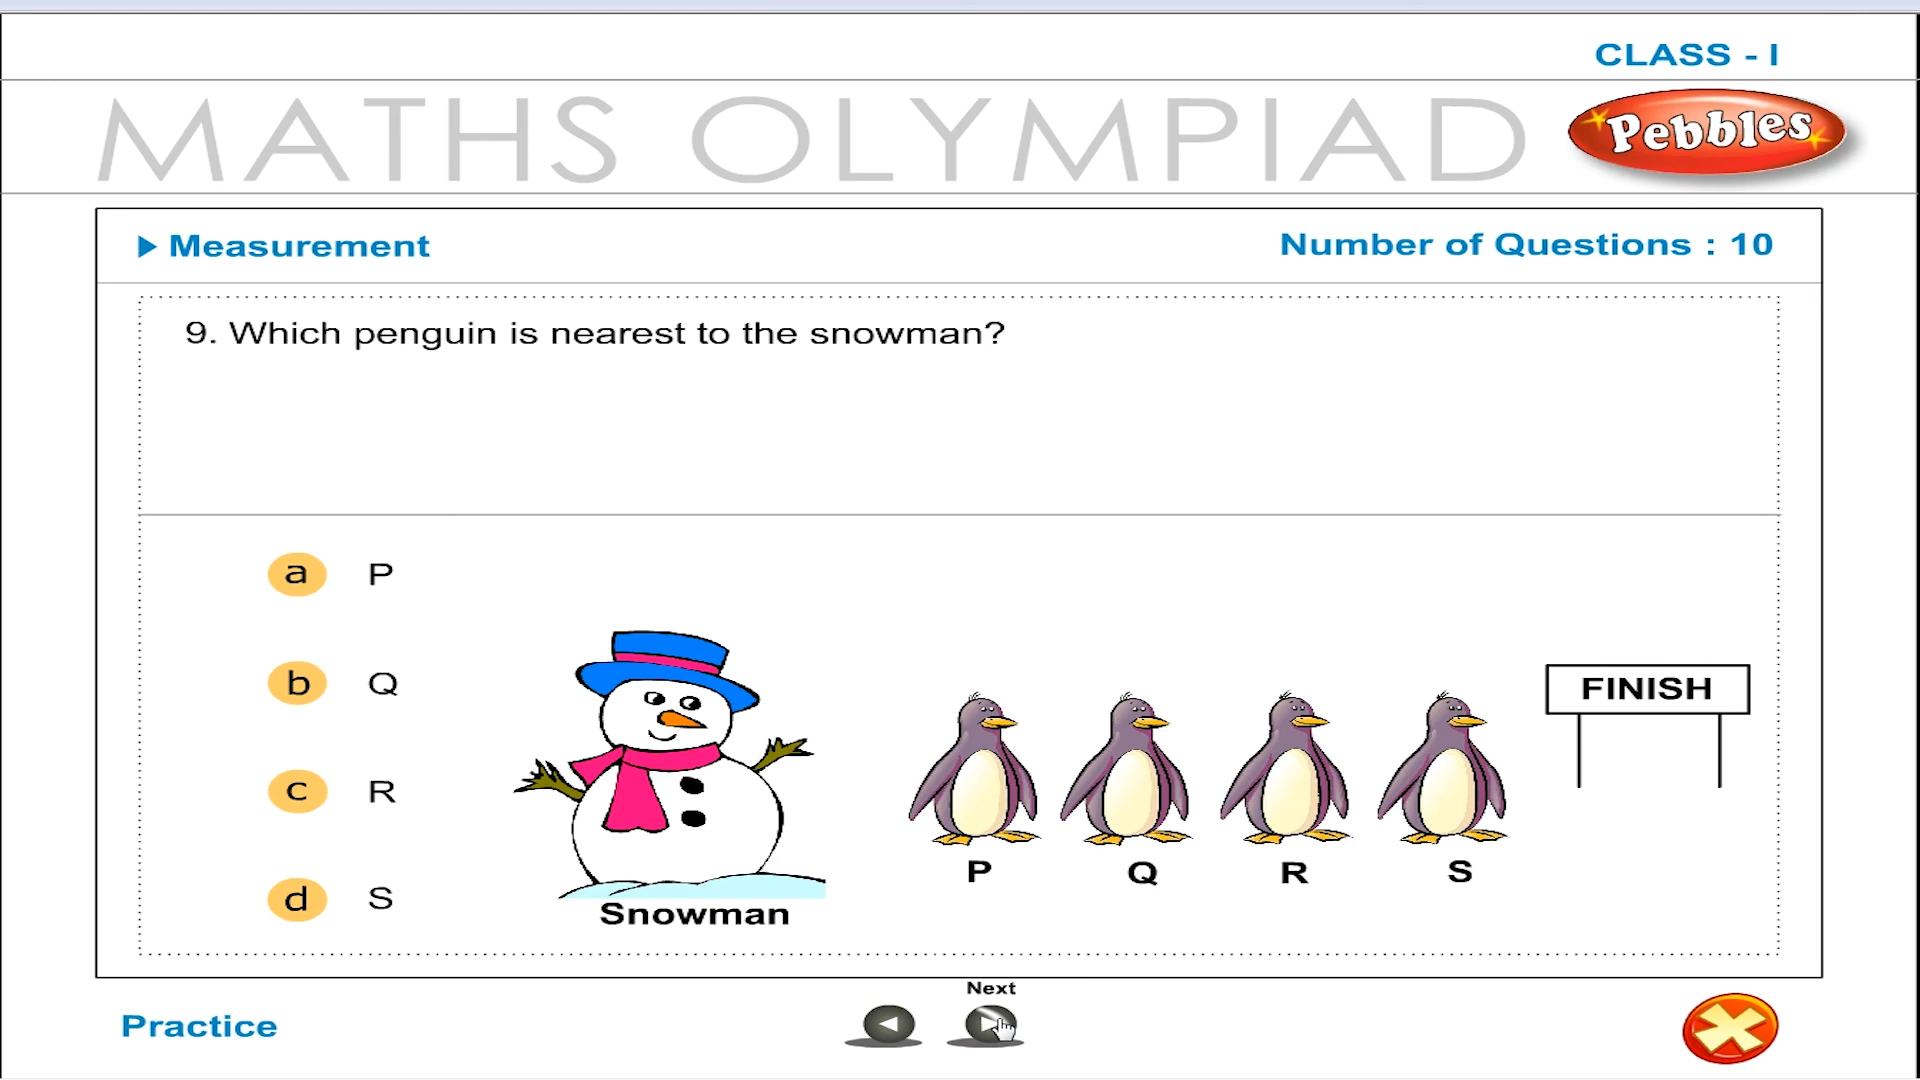 CLASS - I
MATHS OLYMPIAD
Pebbles
Measurement
Number of Questions : 10
9. Which penguin is nearest to the snowman?
a P
b Q
c R
d S
FINISH
P Q R S
Snowman
Next
Practice